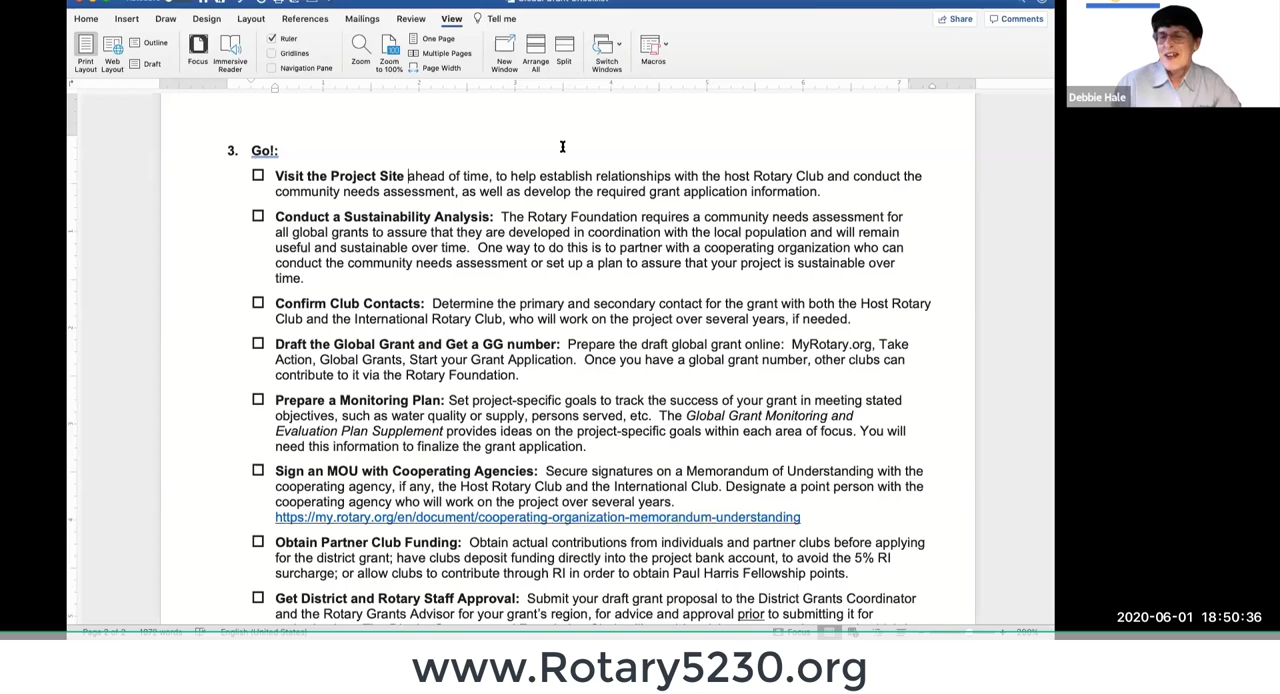 Home Insert Draw Design Layout References Mailings Review View Tell me
Share Comments
Print Layout
Web Layout
Outline
Draft
Focus
Immersive Reader
Ruler
Gridlines
Navigation Pane
Zoom
Zoom to 100%
One Page
Multiple Pages
Page Width
New Window
Arrange All
Split
Switch Windows
Macros
Debbie Hale
3. Go!:
Visit the Project Site ahead of time, to help establish relationships with the host Rotary Club and conduct the
community needs assessment, as well as develop the required grant application information.
Conduct a Sustainability Analysis: The Rotary Foundation requires a community needs assessment for
all global grants to assure that they are developed in coordination with the local population and will remain
useful and sustainable over time. One way to do this is to partner with a cooperating organization who can
conduct the community needs assessment or set up a plan to assure that your project is sustainable over
time.
Confirm Club Contacts: Determine the primary and secondary contact for the grant with both the Host Rotary
Club and the International Rotary Club, who will work on the project over several years, if needed.
Draft the Global Grant and Get a GG number: Prepare the draft global grant online: MyRotary.org, Take
Action, Global Grants, Start your Grant Application. Once you have a global grant number, other clubs can
contribute to it via the Rotary Foundation.
Prepare a Monitoring Plan: Set project-specific goals to track the success of your grant in meeting stated
objectives, such as water quality or supply, persons served, etc. The Global Grant Monitoring and
Evaluation Plan Supplement provides ideas on the project-specific goals within each area of focus. You will
need this information to finalize the grant application.
Sign an MOU with Cooperating Agencies: Secure signatures on a Memorandum of Understanding with the
cooperating agency, if any, the Host Rotary Club and the International Club. Designate a point person with the
cooperating agency who will work on the project over several years.
https://my.rotary.org/en/document/cooperating-organization-memorandum-understanding
Obtain Partner Club Funding: Obtain actual contributions from individuals and partner clubs before applying
for the district grant; have clubs deposit funding directly into the project bank account, to avoid the 5% RI
surcharge; or allow clubs to contribute through RI in order to obtain Paul Harris Fellowship points.
Get District and Rotary Staff Approval: Submit your draft grant proposal to the District Grants Coordinator
and the Rotary Grants Advisor for your grant's region, for advice and approval prior to submitting it for
2020-06-01 18:50:36
Page 2 of 2 1072 words English (United States) Focus
www.Rotary5230.org